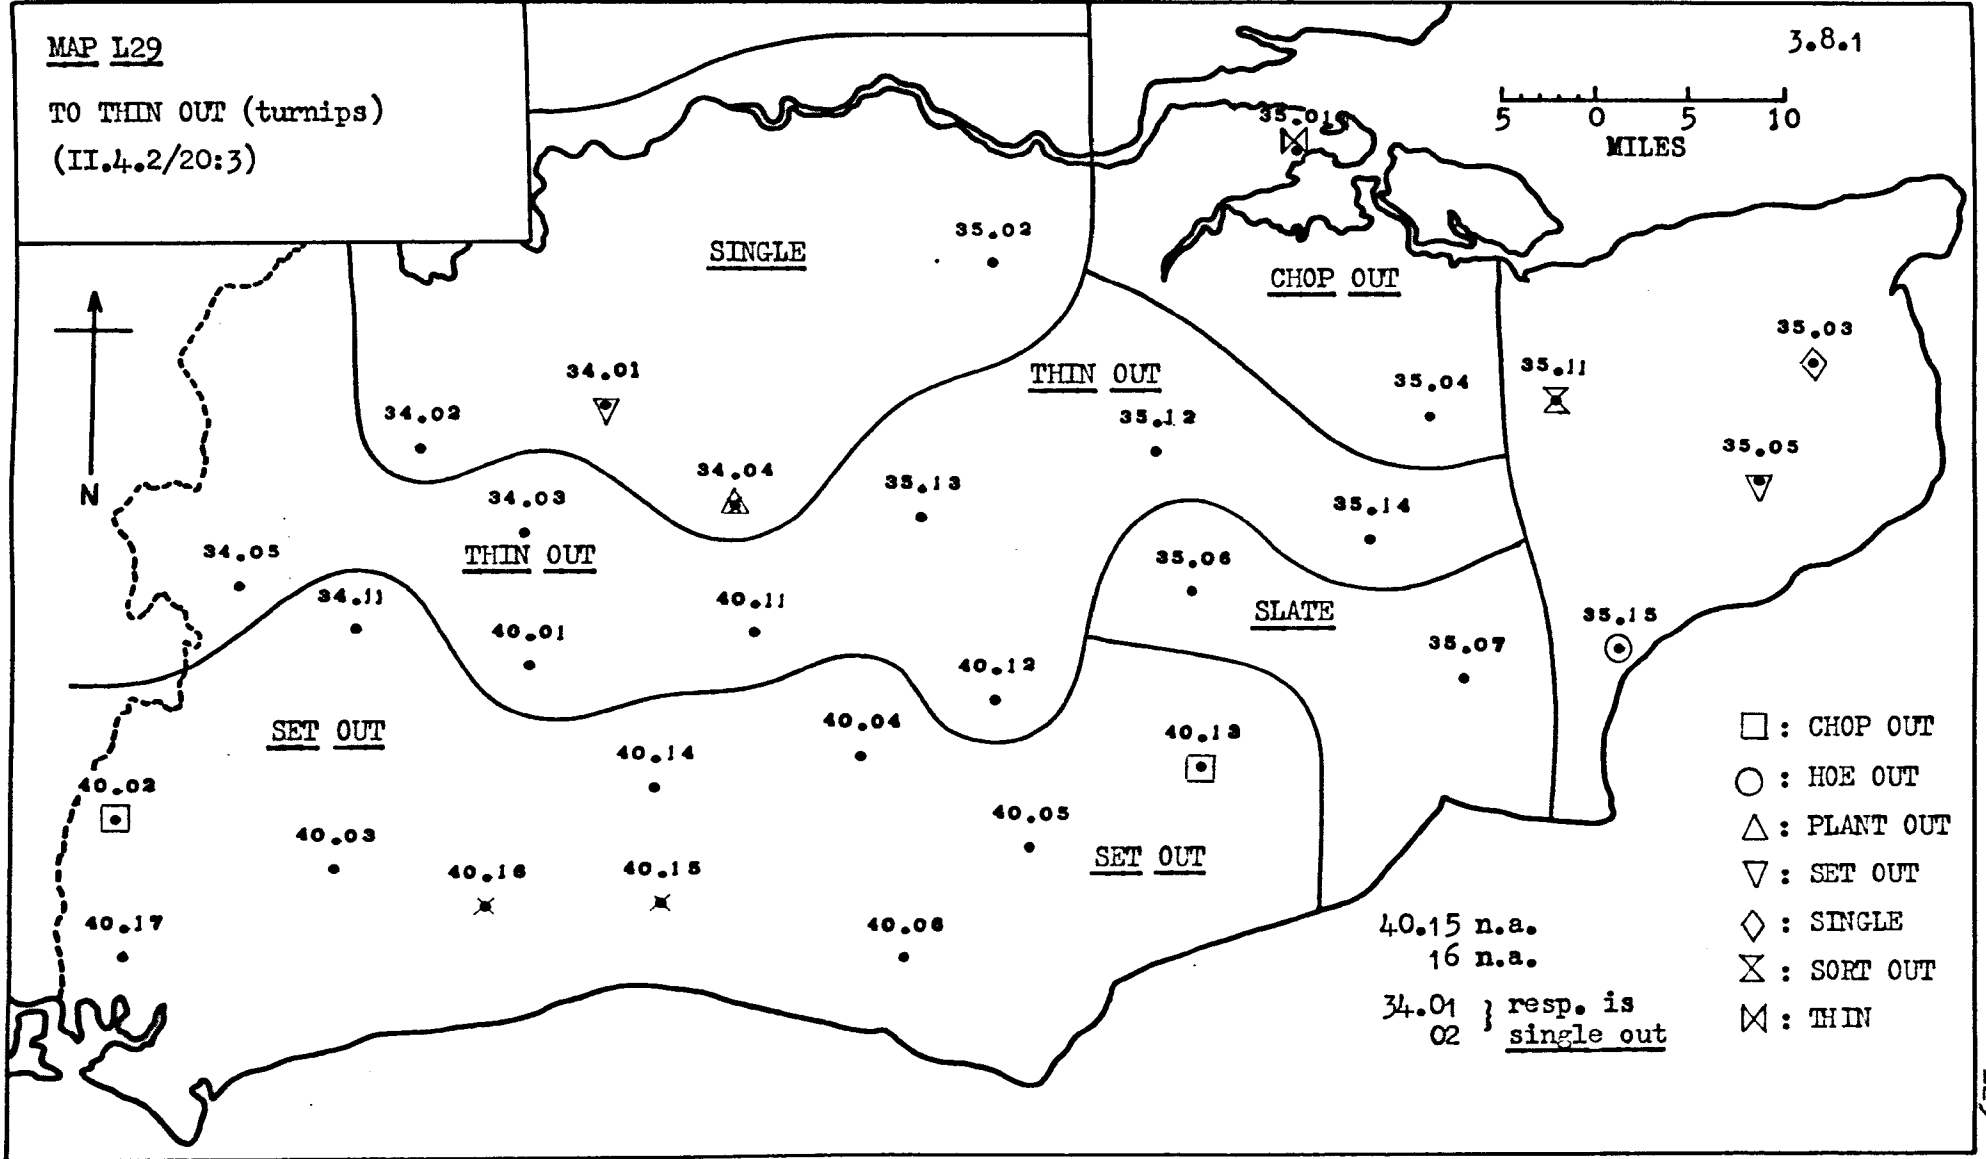 MAP L29
TO THIN OUT (turnips)
(II.4.2/20:3)
3.8.1
5 0 5 10
MILES
N
35.01
35.02
SINGLE
CHOP OUT
35.03
34.01
THIN OUT
35.04
35.11
34.02
35.12
35.05
34.04
35.13
34.03
35.14
34.05
THIN OUT
35.06
34.11
40.11
SLATE
35.15
40.01
35.07
40.12
SET OUT
40.04
40.13
40.14
40.02
40.03
40.05
SET OUT
40.16
40.15
40.17
40.06
□ : CHOP OUT
○ : HOE OUT
△ : PLANT OUT
▽ : SET OUT
◇ : SINGLE
⧖ : SORT OUT
⋈ : THIN
40.15 n.a.
16 n.a.
34.01 } resp. is
02 single out